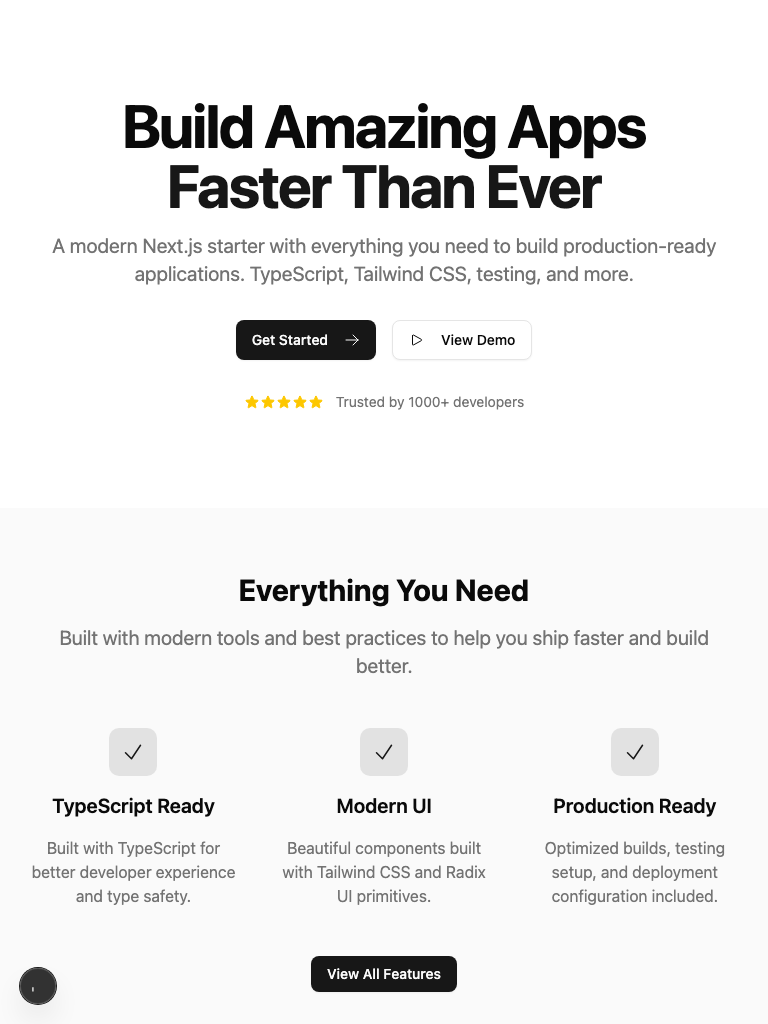 Build Amazing Apps
Faster Than Ever
A modern Next.js starter with everything you need to build production-ready
applications. TypeScript, Tailwind CSS, testing, and more.
Get Started
View Demo
Trusted by 1000+ developers
Everything You Need
Built with modern tools and best practices to help you ship faster and build
better.
TypeScript Ready
Built with TypeScript for
better developer experience
and type safety.
Modern UI
Beautiful components built
with Tailwind CSS and Radix
UI primitives.
Production Ready
Optimized builds, testing
setup, and deployment
configuration included.
View All Features